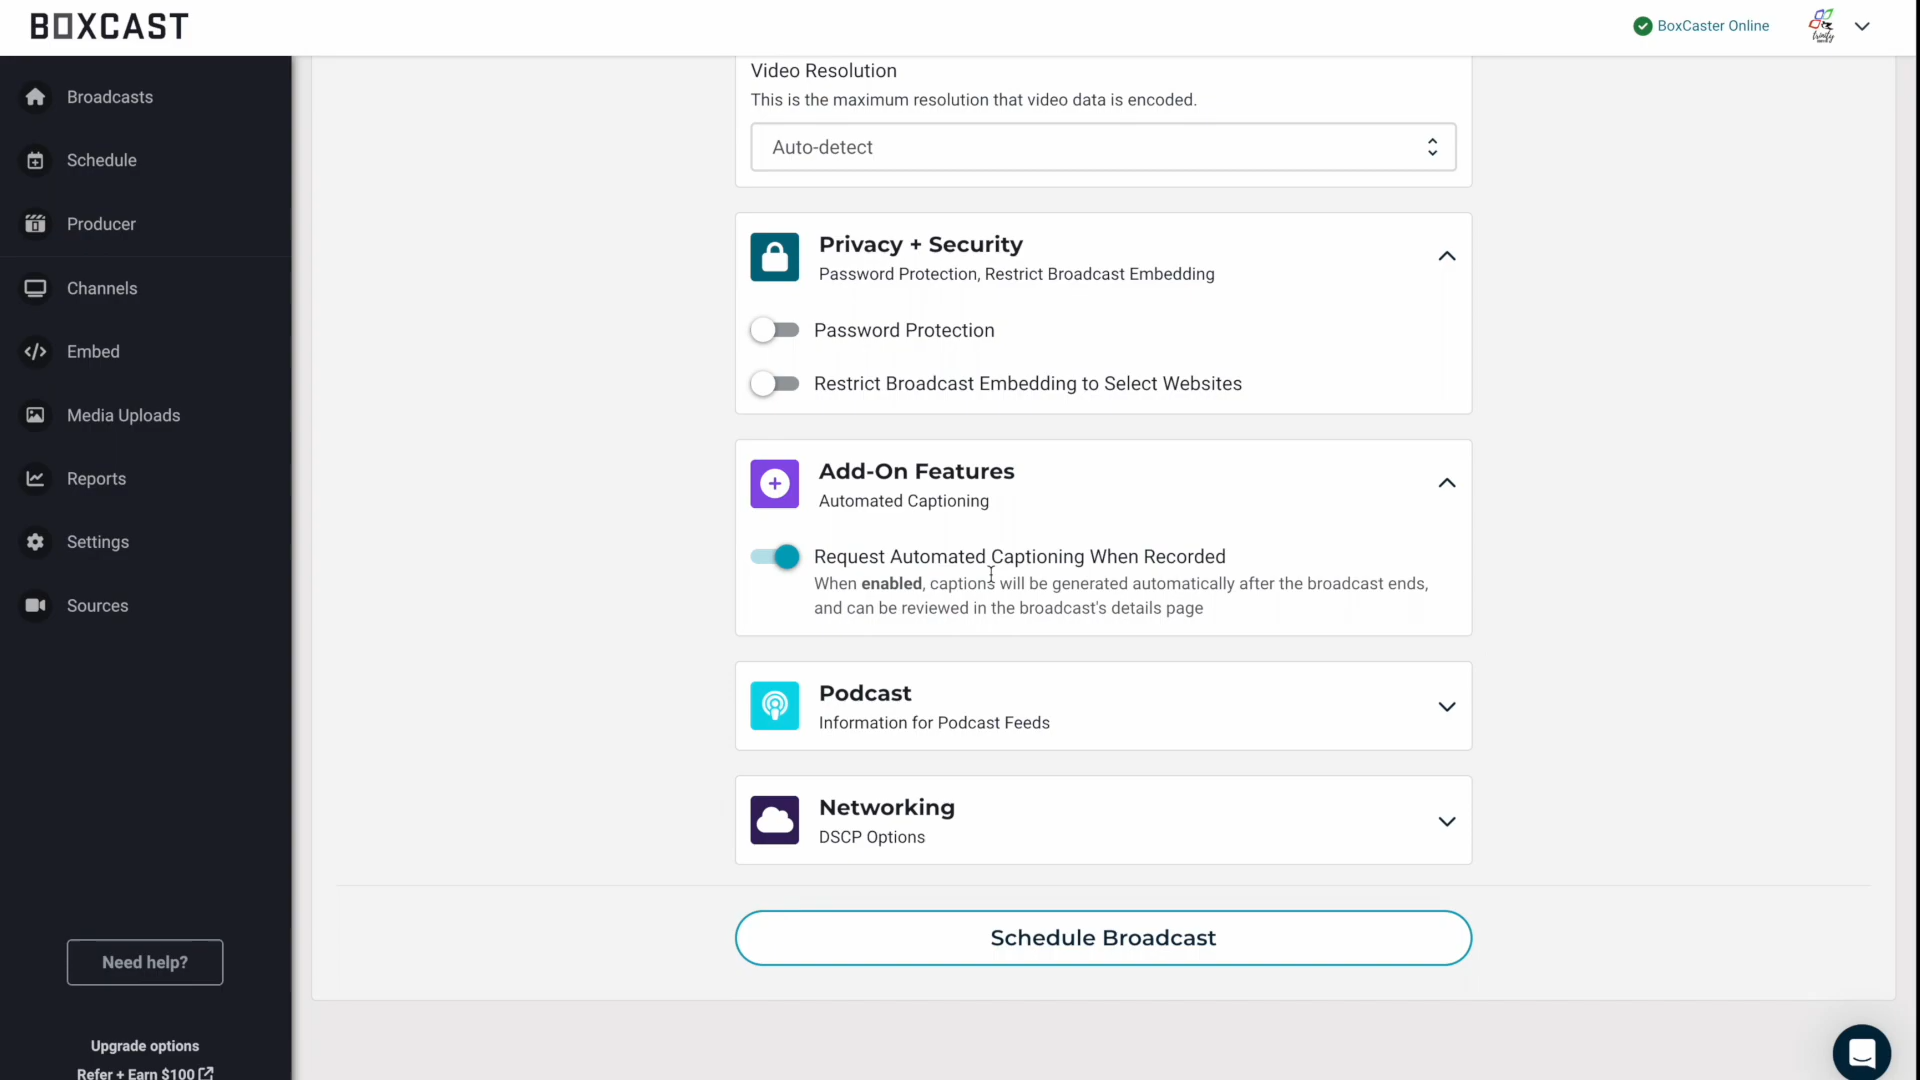 BOXCAST
BoxCaster Online
Broadcasts
Schedule
Producer
Channels
Embed
Media Uploads
Reports
Settings
Sources
Need help?
Upgrade options
Refer + Earn $100
Video Resolution
This is the maximum resolution that video data is encoded.
Auto-detect
Privacy + Security
Password Protection, Restrict Broadcast Embedding
Password Protection
Restrict Broadcast Embedding to Select Websites
Add-On Features
Automated Captioning
Request Automated Captioning When Recorded
When enabled, captions will be generated automatically after the broadcast ends,
and can be reviewed in the broadcast's details page
Podcast
Information for Podcast Feeds
Networking
DSCP Options
Schedule Broadcast